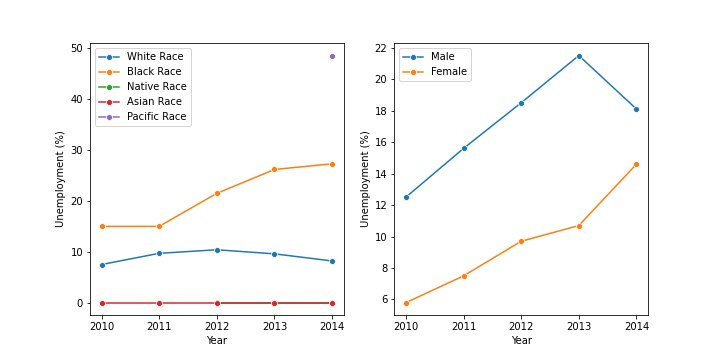 50
40
30
20
10
0
Unemployment (%)
White Race
Black Race
Native Race
Asian Race
Pacific Race
2010 2011 2012 2013 2014
Year
22
20
18
16
14
12
10
8
6
Unemployment (%)
Male
Female
2010 2011 2012 2013 2014
Year